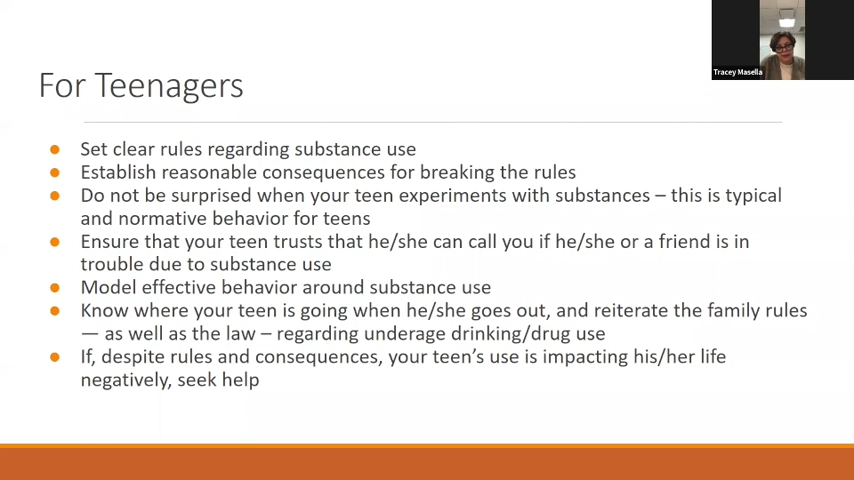 Tracey Masella
For Teenagers
● Set clear rules regarding substance use
● Establish reasonable consequences for breaking the rules
● Do not be surprised when your teen experiments with substances – this is typical
and normative behavior for teens
● Ensure that your teen trusts that he/she can call you if he/she or a friend is in
trouble due to substance use
● Model effective behavior around substance use
● Know where your teen is going when he/she goes out, and reiterate the family rules
— as well as the law – regarding underage drinking/drug use
● If, despite rules and consequences, your teen’s use is impacting his/her life
negatively, seek help